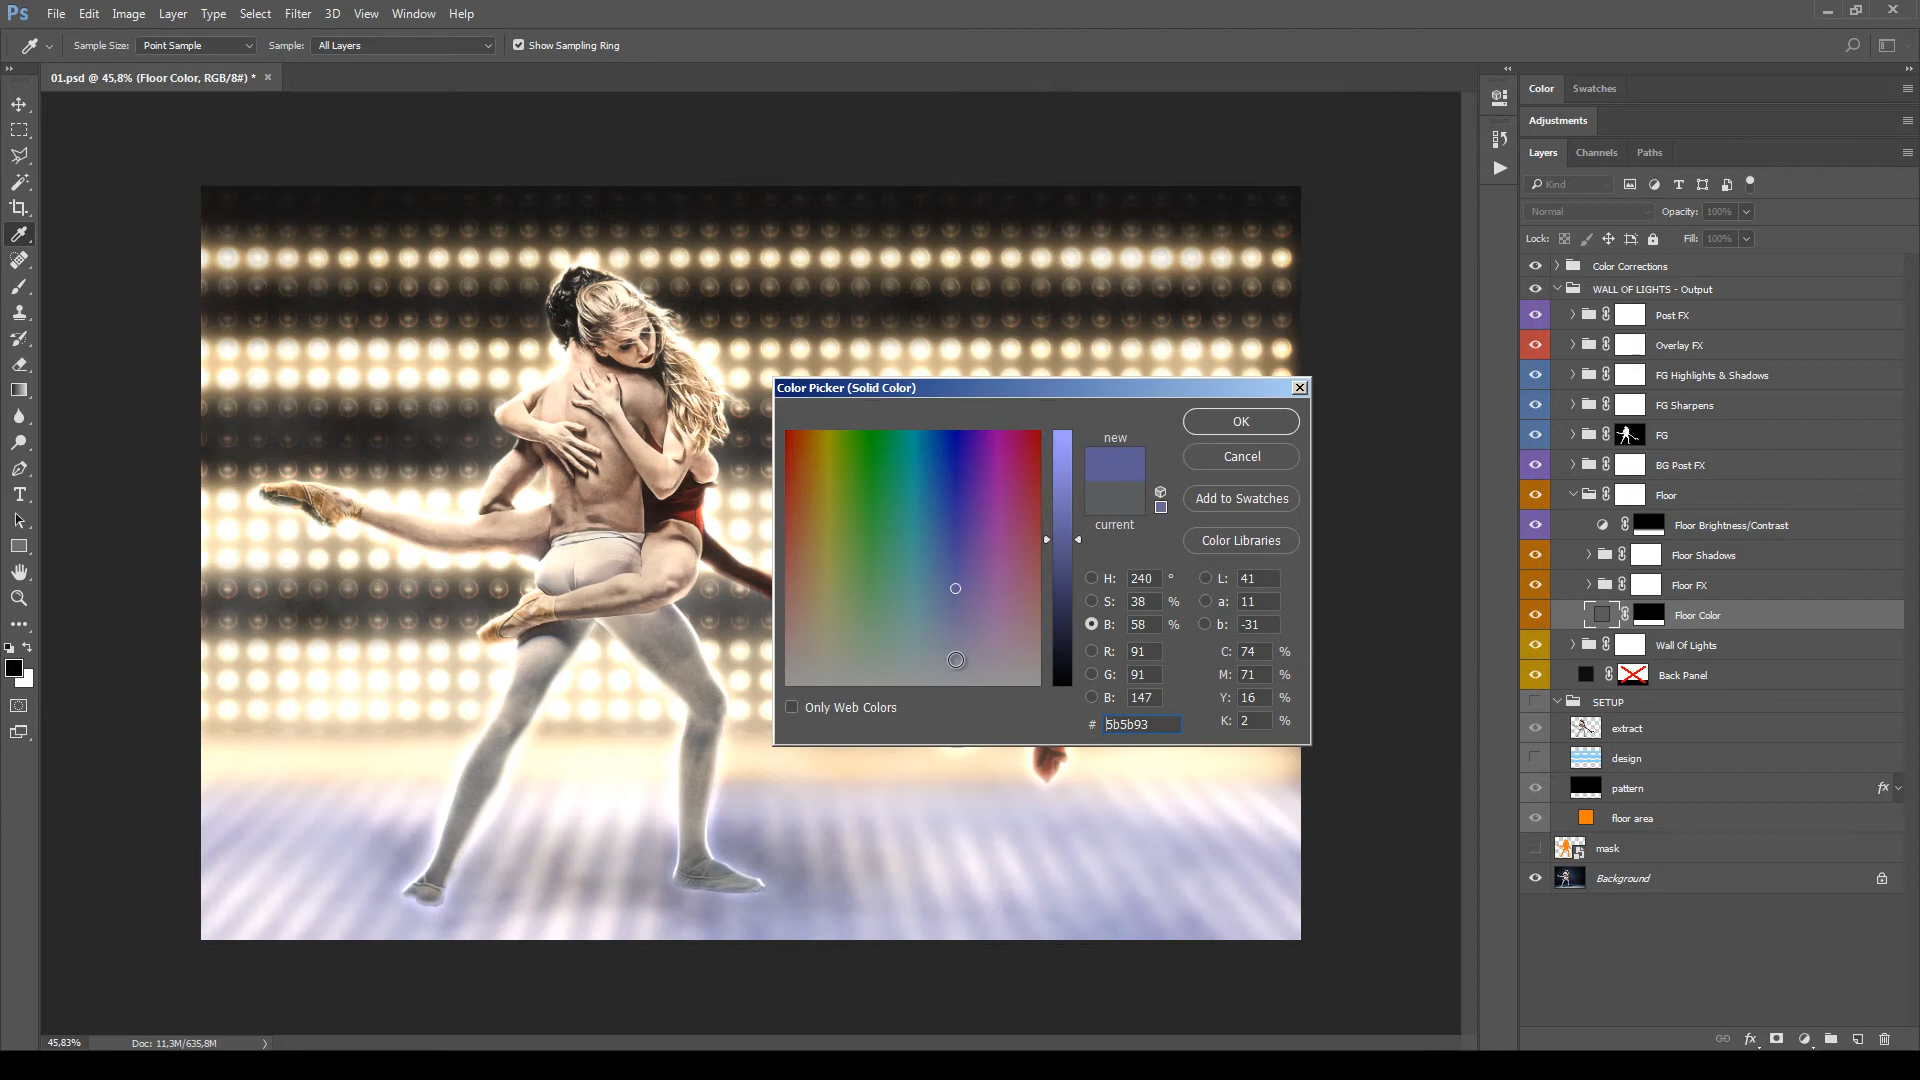 Ps File Edit Image Layer Type Select Filter 3D View Window Help
Sample Size: Point Sample Sample: All Layers Show Sampling Ring
01.psd @ 45,8% (Floor Color, RGB/8#) * ×
Color Swatches
Adjustments
Layers Channels Paths
Kind
Normal Opacity: 100%
Lock: Fill: 100%
Color Corrections
WALL OF LIGHTS - Output
Post FX
Overlay FX
FG Highlights & Shadows
FG Sharpens
FG
BG Post FX
Floor
Floor Brightness/Contrast
Floor Shadows
Floor FX
Floor Color
Wall Of Lights
Back Panel
SETUP
extract
design
pattern fx
floor area
mask
Background
Color Picker (Solid Color)
new
current
OK
Cancel
Add to Swatches
Color Libraries
H: 240 ° L: 41
S: 38 % a: 11
B: 58 % b: -31
R: 91 C: 74 %
G: 91 M: 71 %
B: 147 Y: 16 %
# 5b5b93 K: 2 %
Only Web Colors
45,83% Doc: 11,3M/635,8M
fx